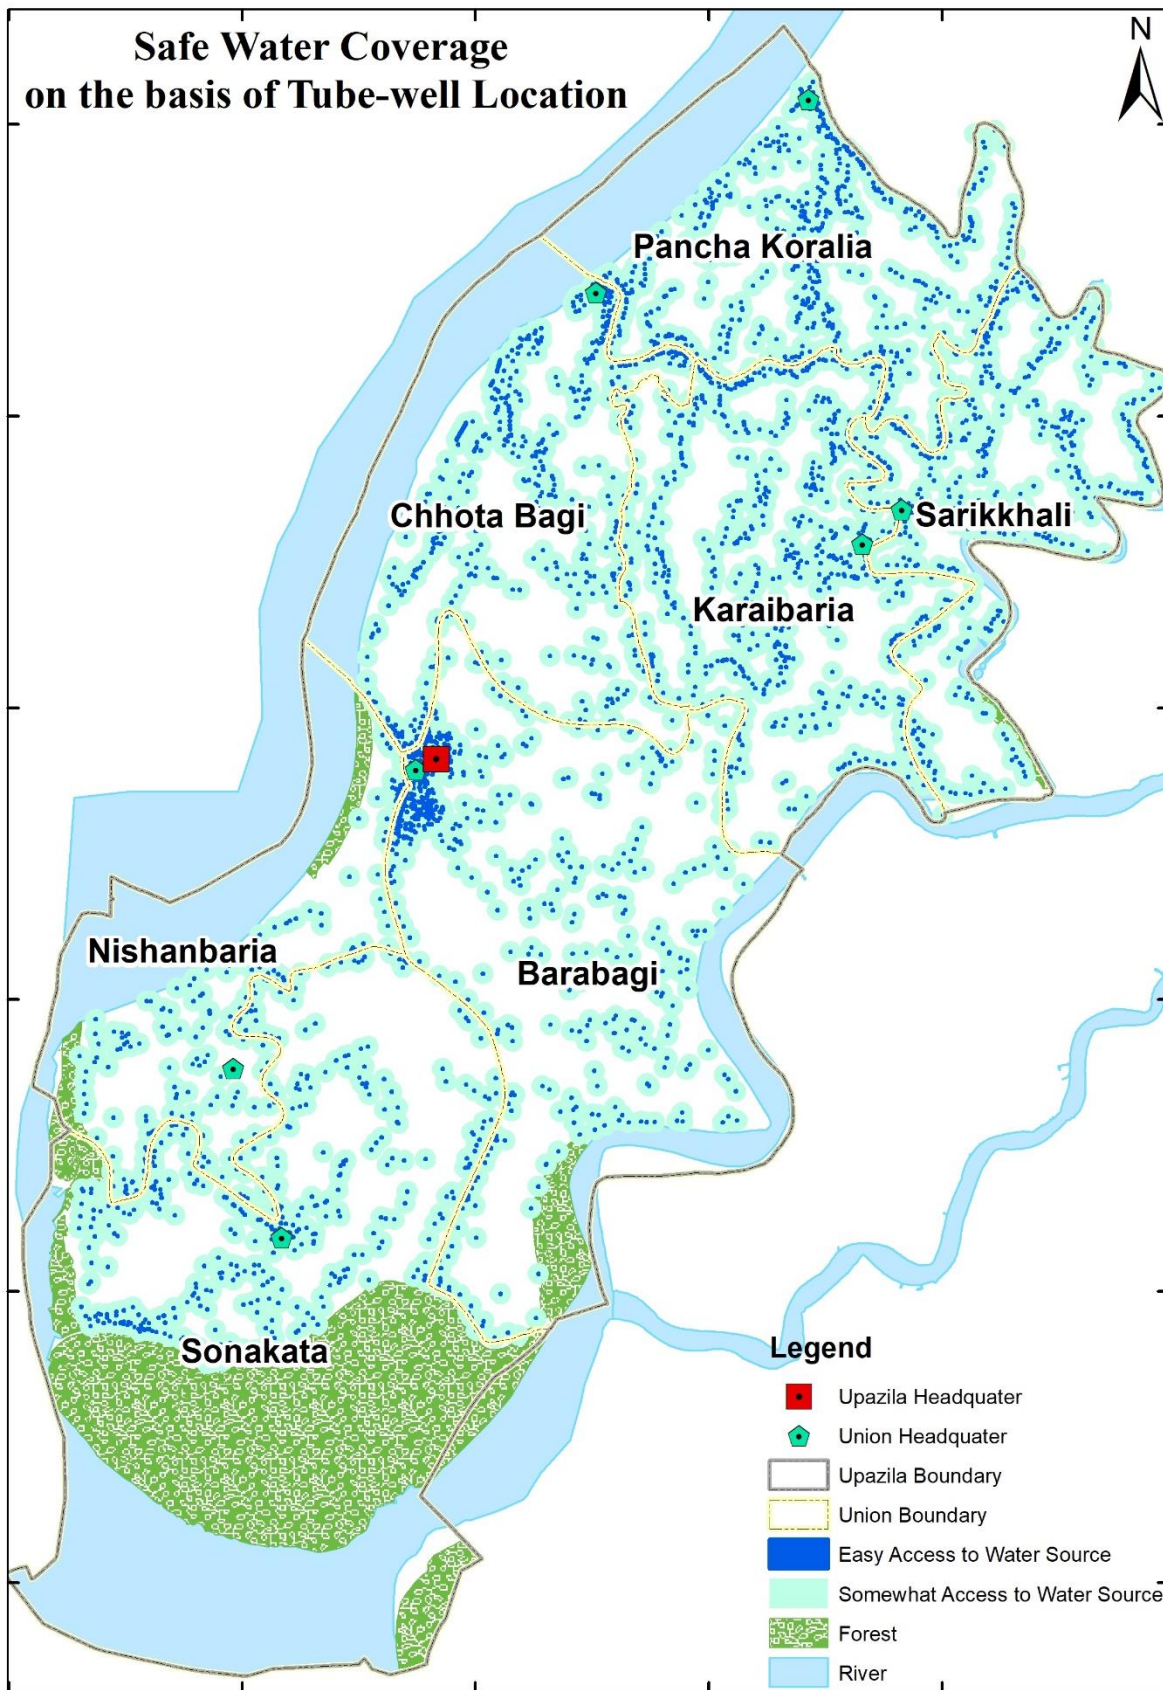 Safe Water Coverage
on the basis of Tube-well Location
N
Pancha Koralia
Chhota Bagi
Sarikkhali
Karaibaria
Nishanbaria
Barabagi
Sonakata
Legend
Upazila Headquater
Union Headquater
Upazila Boundary
Union Boundary
Easy Access to Water Source
Somewhat Access to Water Source
Forest
River